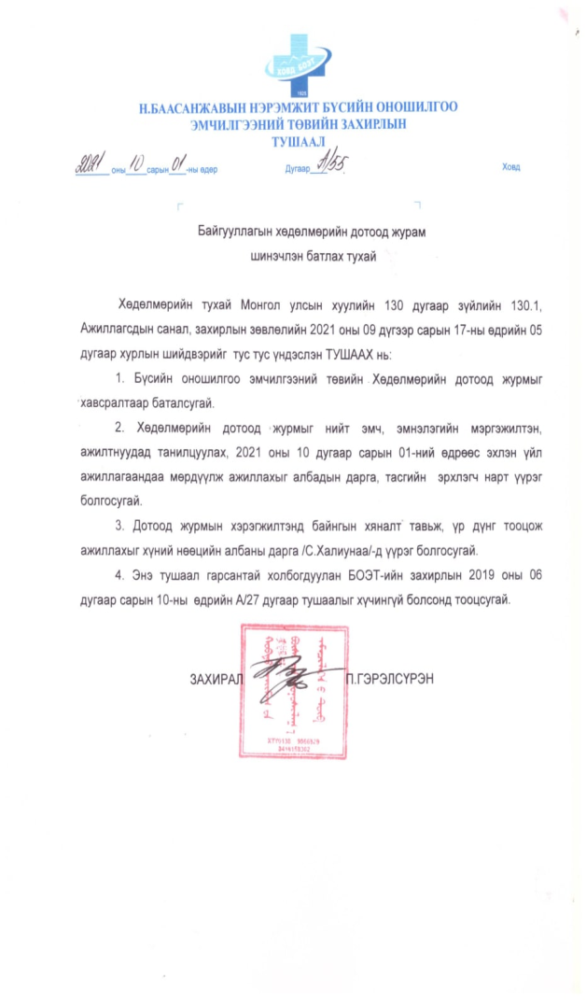 ХОВД БОЭТ
Н.БААСАНЖАВЫН НЭРЭМЖИТ БҮСИЙН ОНОШИЛГОО
ЭМЧИЛГЭЭНИЙ ТӨВИЙН ЗАХИРЛЫН
ТУШААЛ
2021 оны 10 сарын 01-ны өдөр Дугаар А/55 Ховд
Байгууллагын хөдөлмөрийн дотоод журам
шинэчлэн батлах тухай
Хөдөлмөрийн тухай Монгол улсын хуулийн 130 дугаар зүйлийн 130.1,
Ажиллагсдын санал, захирлын зөвлөлийн 2021 оны 09 дүгээр сарын 17-ны өдрийн 05
дугаар хурлын шийдвэрийг тус тус үндэслэн ТУШААХ нь:
1. Бүсийн оношилгоо эмчилгээний төвийн Хөдөлмөрийн дотоод журмыг
хавсралтаар баталсугай.
2. Хөдөлмөрийн дотоод журмыг нийт эмч, эмнэлэгийн мэргэжилтэн,
ажилтнуудад танилцуулах, 2021 оны 10 дугаар сарын 01-ний өдрөөс эхлэн үйл
ажиллагаандаа мөрдүүлж ажиллахыг албадын дарга, тасгийн эрхлэгч нарт үүрэг
болгосугай.
3. Дотоод журмын хэрэгжилтэнд байнгын хяналт тавьж, үр дүнг тооцож
ажиллахыг хүний нөөцийн албаны дарга /С.Халиунаа/-д үүрэг болгосугай.
4. Энэ тушаал гарсантай холбогдуулан БОЭТ-ийн захирлын 2019 оны 06
дугаар сарын 10-ны өдрийн А/27 дугаар тушаалыг хүчингүй болсонд тооцсугай.
ЗАХИРАЛ П.ГЭРЭЛСҮРЭН